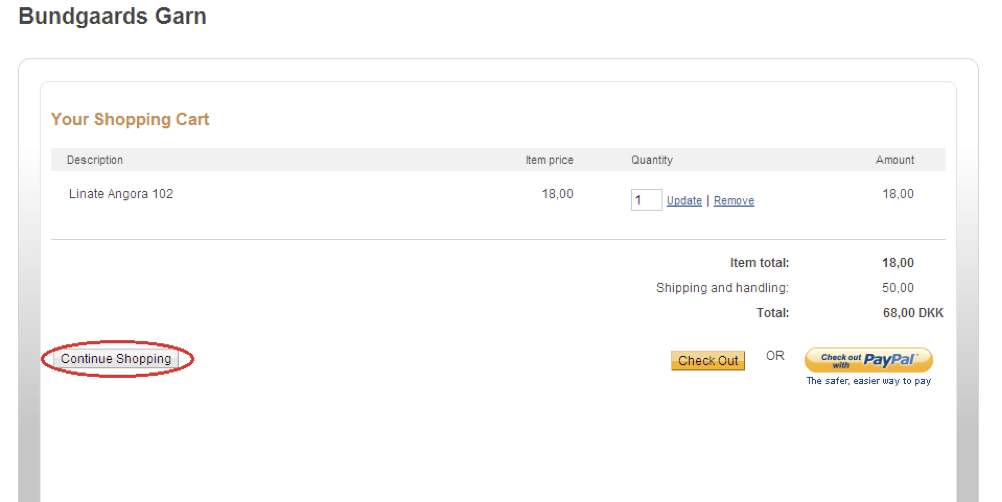 Bundgaards Garn
Your Shopping Cart
Description Item price Quantity Amount
Linate Angora 102 18,00 1 Update | Remove 18,00
Item total: 18,00
Shipping and handling: 50,00
Total: 68,00 DKK
Continue Shopping Check Out OR Check out with PayPal
The safer, easier way to pay